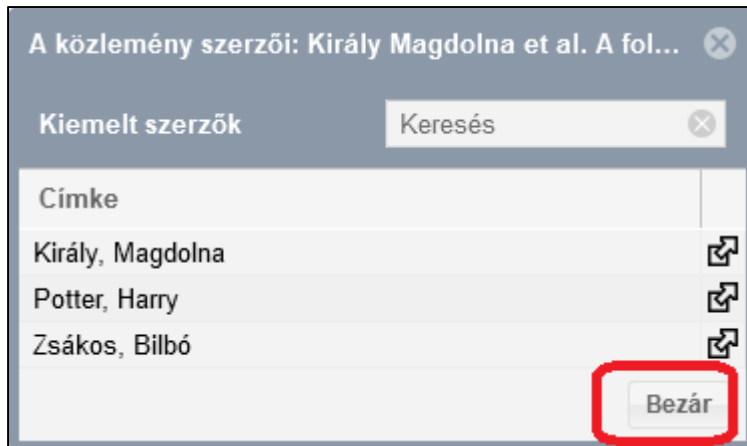 A közlemény szerzői: Király Magdolna et al. A fol...
Kiemelt szerzők Keresés
Címke
Király, Magdolna
Potter, Harry
Zsákos, Bilbó
Bezár